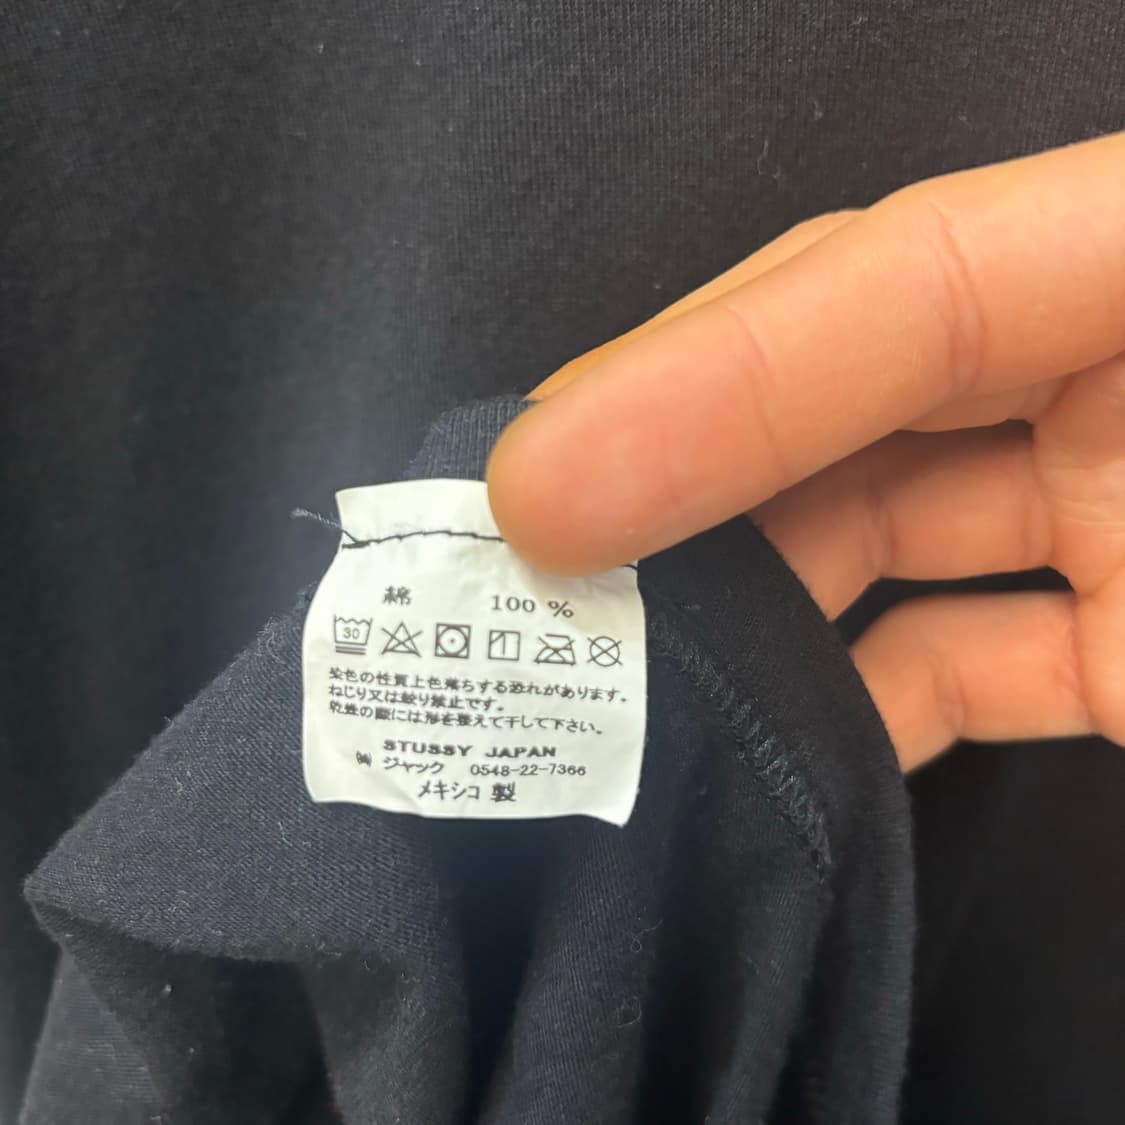 綿 100 %
30
染色の性質上色落ちする恐れがあります。
ねじり又は絞り禁止です。
乾燥の際には形を整えて干して下さい。
STUSSY JAPAN
㈲ ジャック 0548-22-7366
メキシコ 製